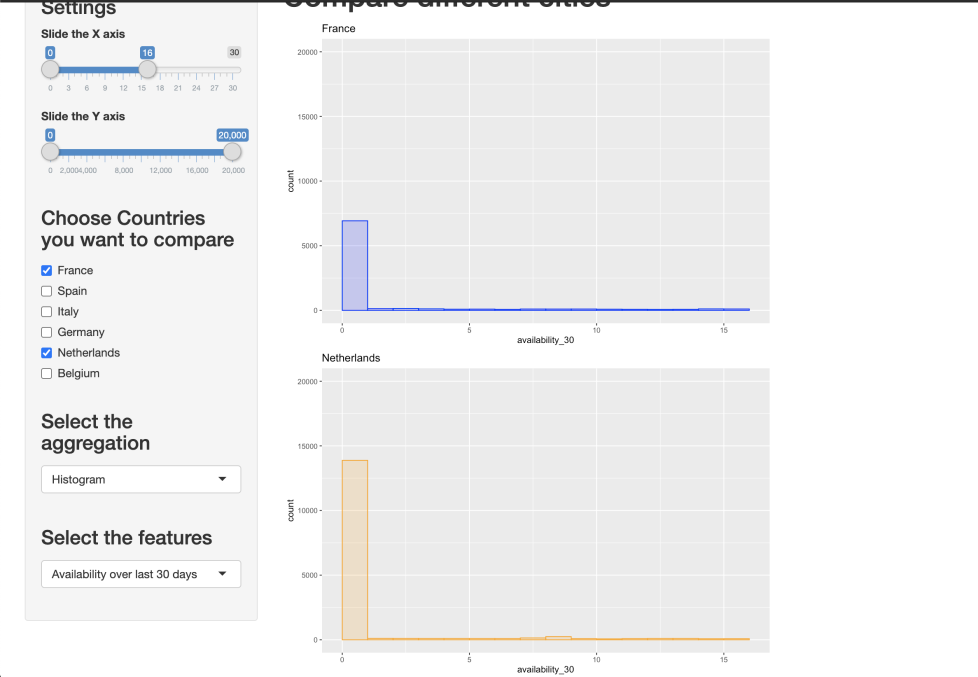 Compare different cities
Settings
Slide the X axis
0 16 30
0 3 6 9 12 15 18 21 24 27 30
Slide the Y axis
0 20,000
0 2,0004,000 8,000 12,000 16,000 20,000
Choose Countries
you want to compare
France
Spain
Italy
Germany
Netherlands
Belgium
Select the
aggregation
Histogram
Select the features
Availability over last 30 days
France
20000
15000
10000
5000
0
count
0 5 10 15
availability_30
Netherlands
20000
15000
10000
5000
0
count
0 5 10 15
availability_30